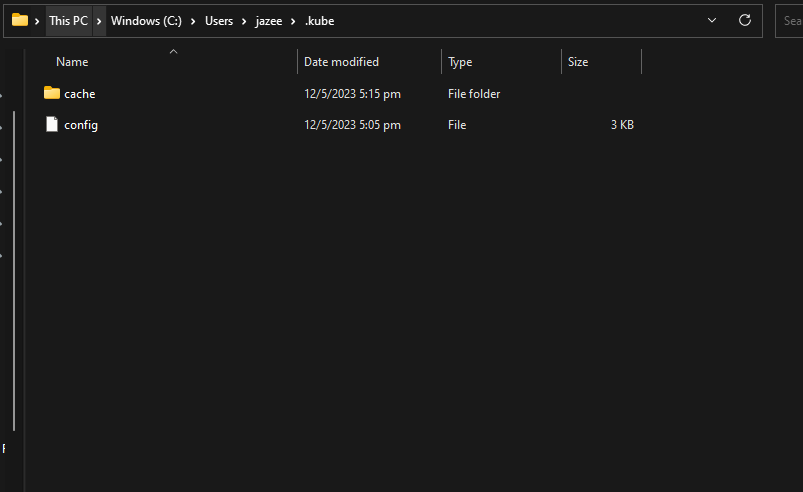 This PC > Windows (C:) > Users > jazee > .kube
Sea
Name Date modified Type Size
cache 12/5/2023 5:15 pm File folder
config 12/5/2023 5:05 pm File 3 KB